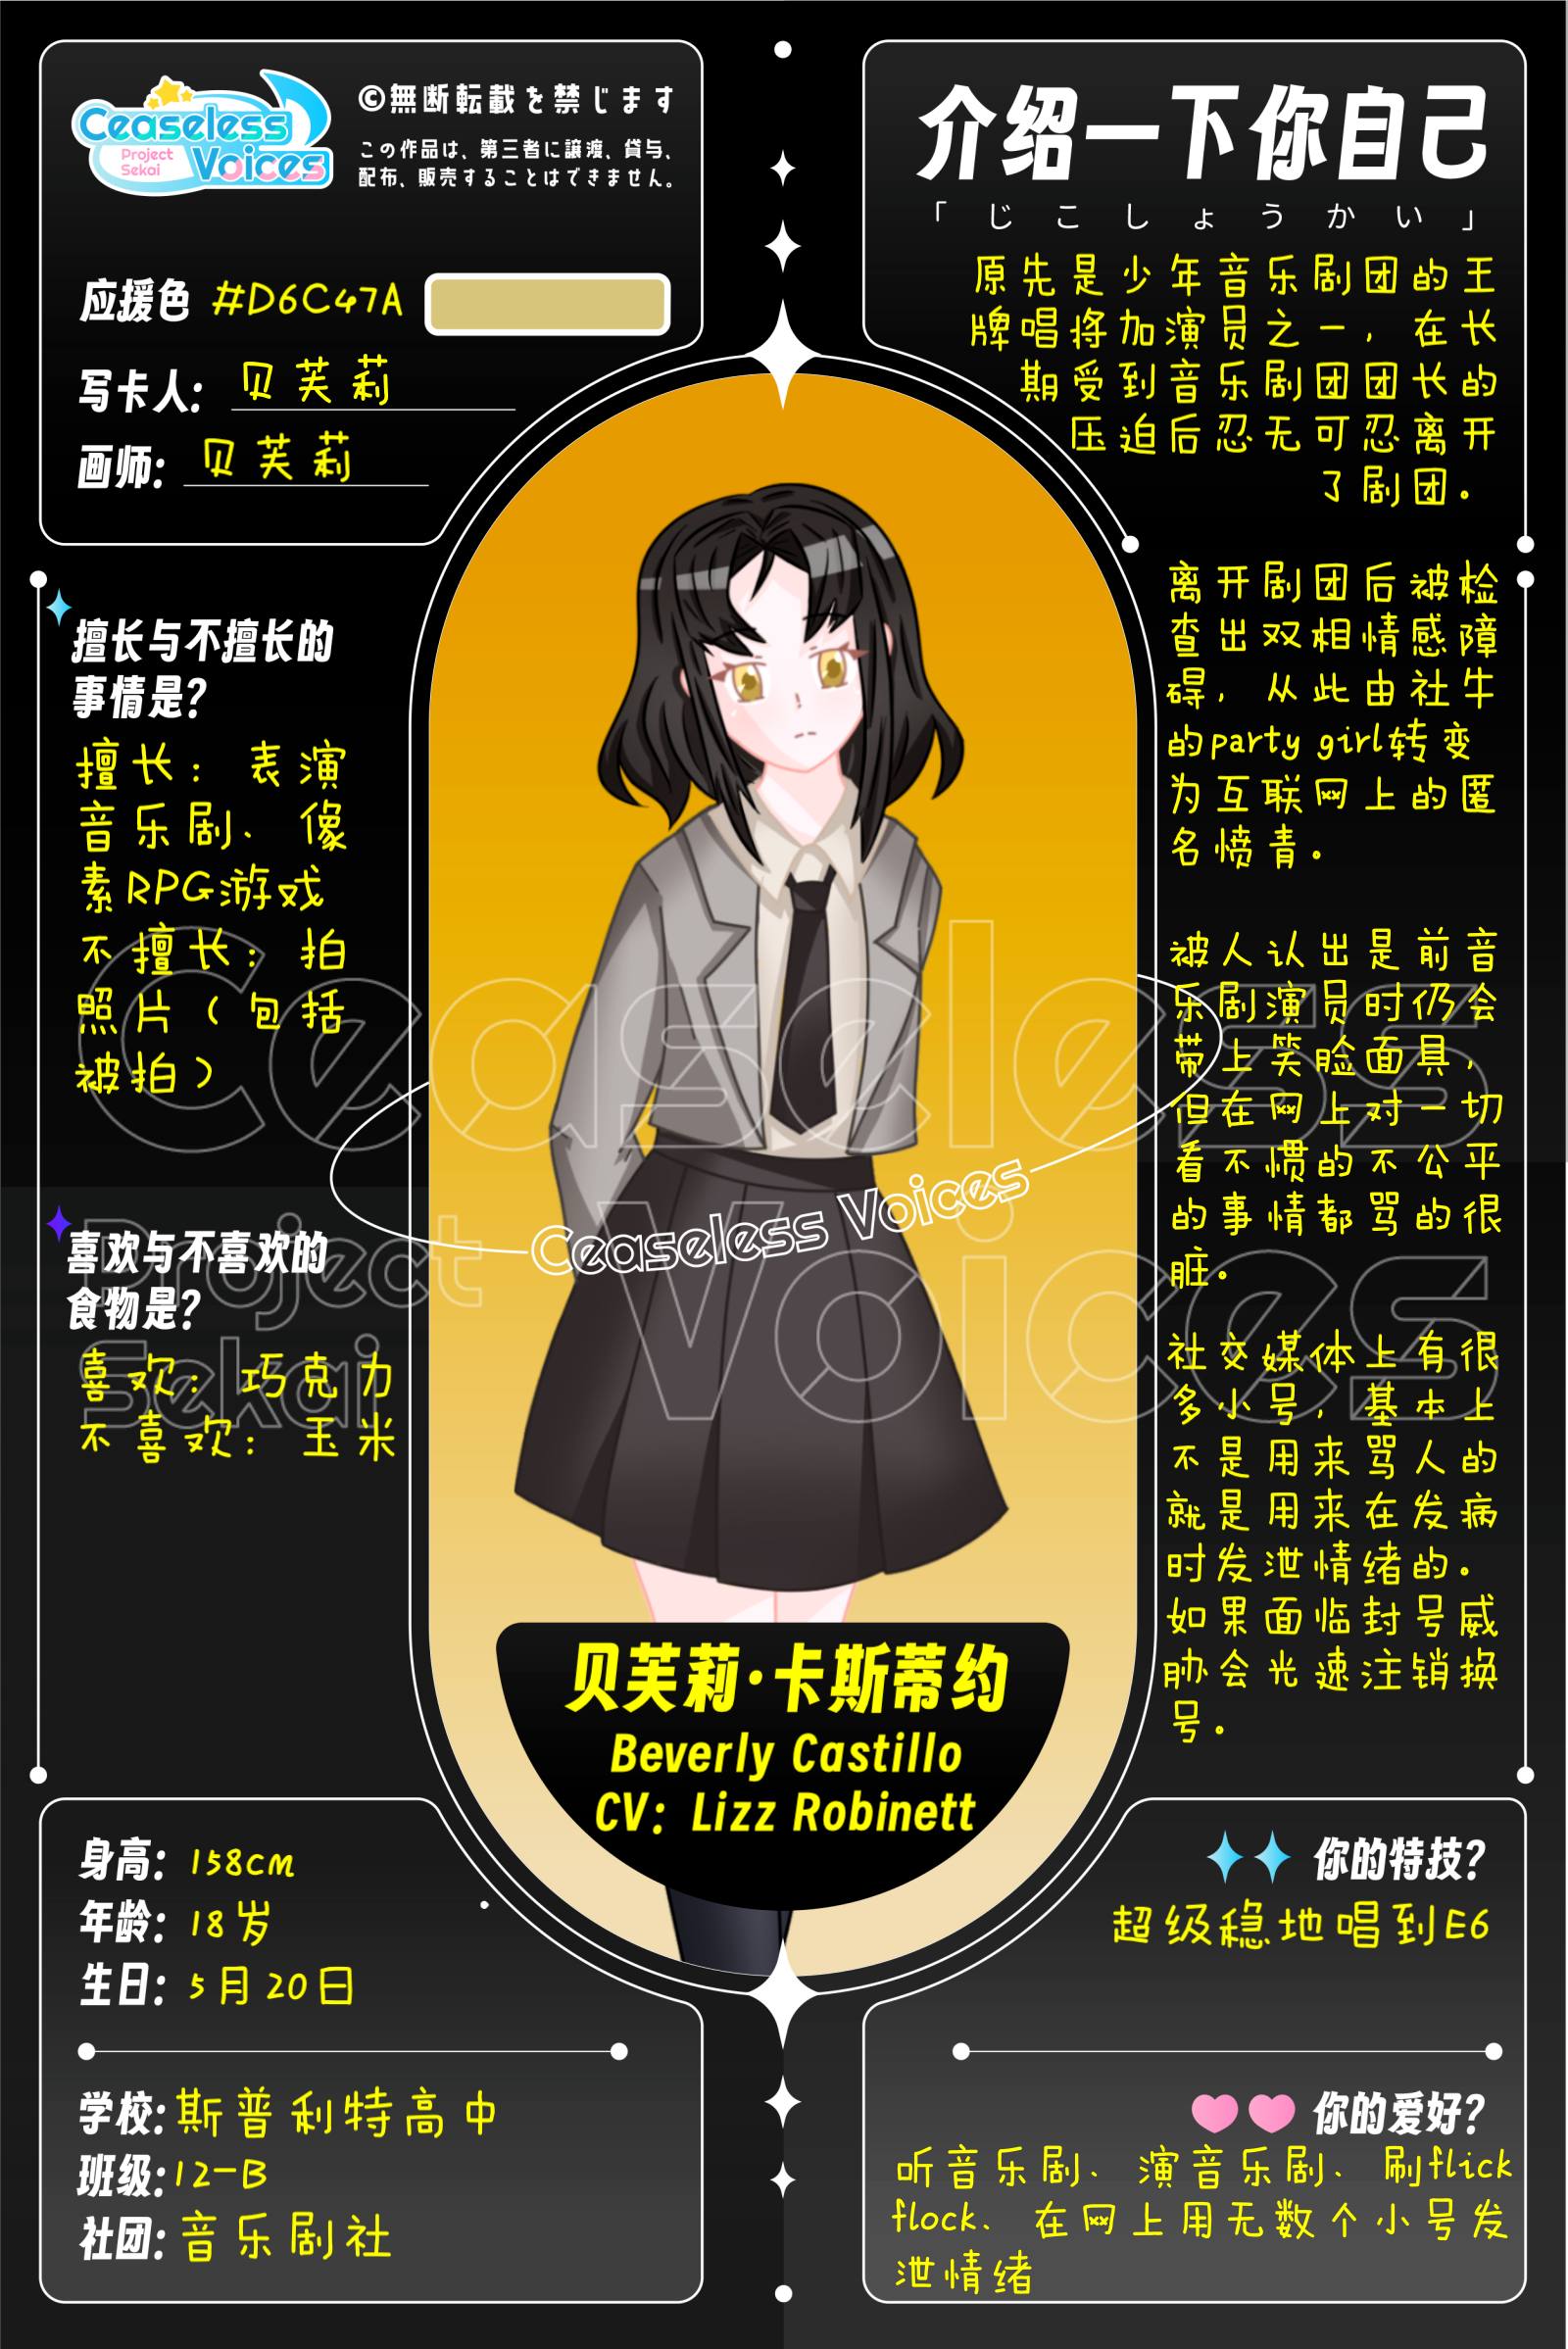 Ceaseless
Voices
Project
Sekai
©無断転載を禁じます
この作品は、第三者に譲渡、貸与、
配布、販売することはできません。
应援色 #D6C47A
写卡人: 贝芙莉
画师: 贝芙莉
介绍一下你自己
「じこしょうかい」
原先是少年音乐剧团的王
牌唱将加演员之一，在长
期受到音乐剧团团长的
压迫后忍无可忍离开
了剧团。
离开剧团后被检
查出双相情感障
碍，从此由社牛
的party girl转变
为互联网上的匿
名愤青。
被人认出是前音
乐剧演员时仍会
带上笑脸面具，
但在网上对一切
看不惯的不公平
的事情都骂的很
脏。
社交媒体上有很
多小号，基本上
不是用来骂人的
就是用来在发病
时发泄情绪的。
如果面临封号威
胁会光速注销换
号。
擅长与不擅长的
事情是？
擅长：表演
音乐剧、像
素RPG游戏
不擅长：拍
照片（包括
被拍）
喜欢与不喜欢的
食物是？
喜欢：巧克力
不喜欢：玉米
Ceaseless
Voices
Project
Sekai
Ceaseless Voices
贝芙莉·卡斯蒂约
Beverly Castillo
CV: Lizz Robinett
身高: 158cm
年龄: 18岁
生日: 5月20日
学校: 斯普利特高中
班级: 12-B
社团: 音乐剧社
你的特技？
超级稳地唱到E6
你的爱好？
听音乐剧、演音乐剧、刷flick
flock、在网上用无数个小号发
泄情绪